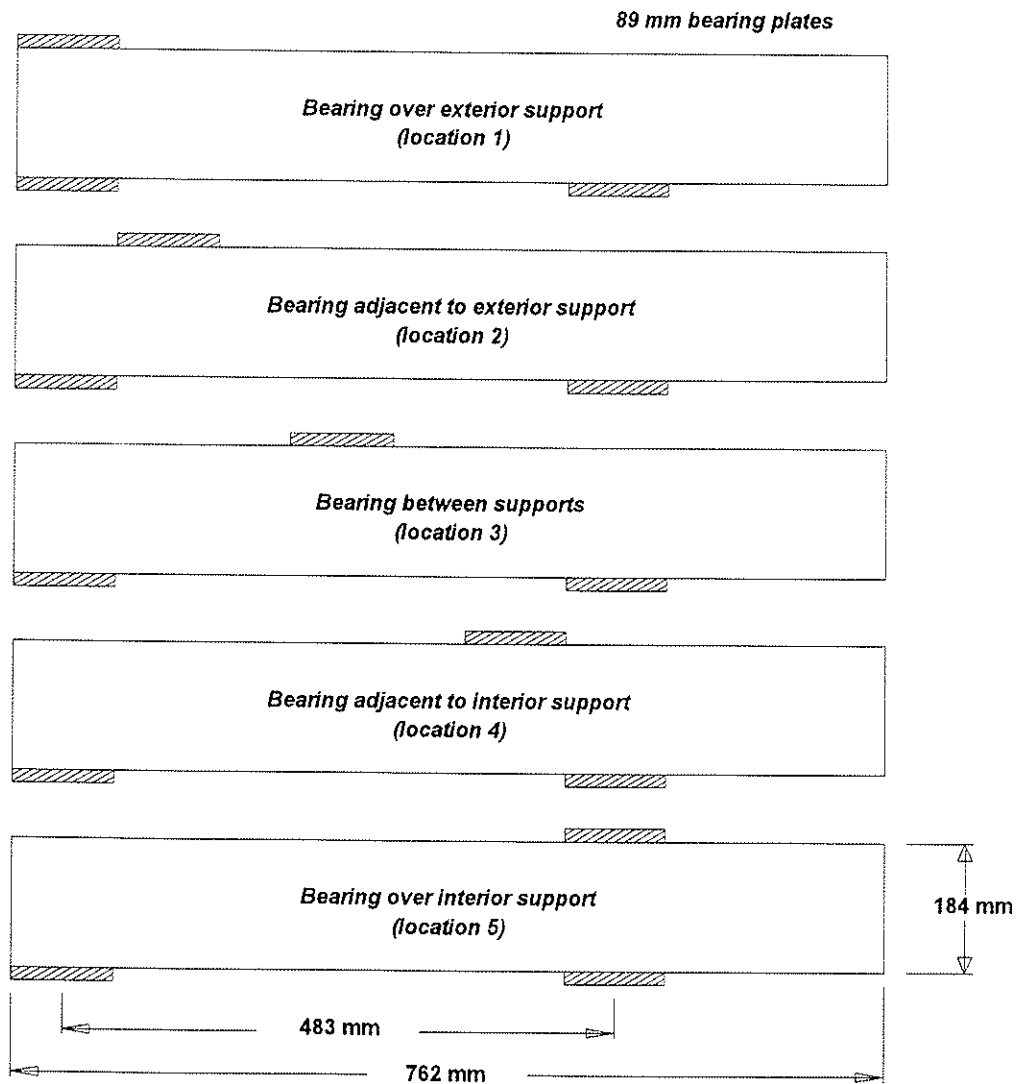 89 mm bearing plates
Bearing over exterior support
(location 1)
Bearing adjacent to exterior support
(location 2)
Bearing between supports
(location 3)
Bearing adjacent to interior support
(location 4)
Bearing over interior support
(location 5)
184 mm
483 mm
762 mm